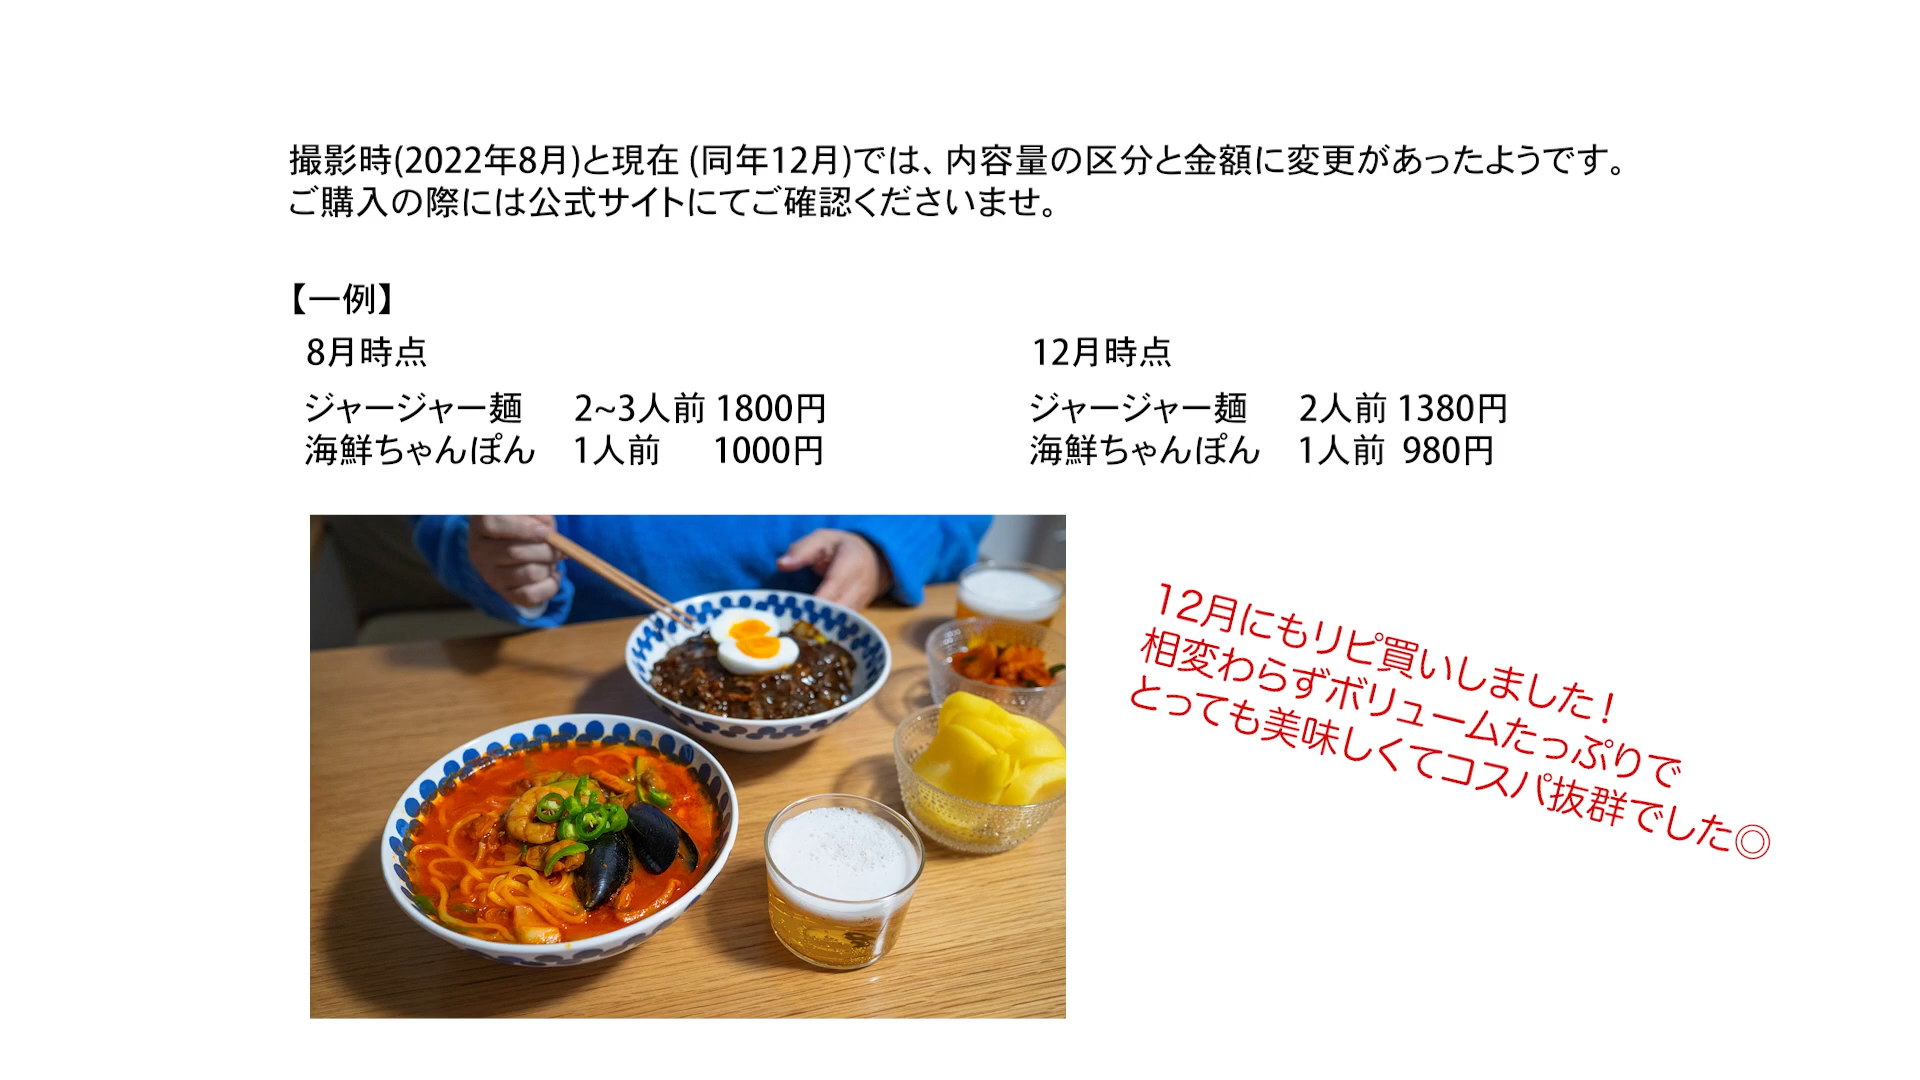 撮影時(2022年8月)と現在 (同年12月)では、内容量の区分と金額に変更があったようです。
ご購入の際には公式サイトにてご確認くださいませ。
【一例】
8月時点
ジャージャー麺 2~3人前 1800円
海鮮ちゃんぽん 1人前 1000円
12月時点
ジャージャー麺 2人前 1380円
海鮮ちゃんぽん 1人前 980円
12月にもリピ買いしました!
相変わらずボリュームたっぷりで
とっても美味しくてコスパ抜群でした◎